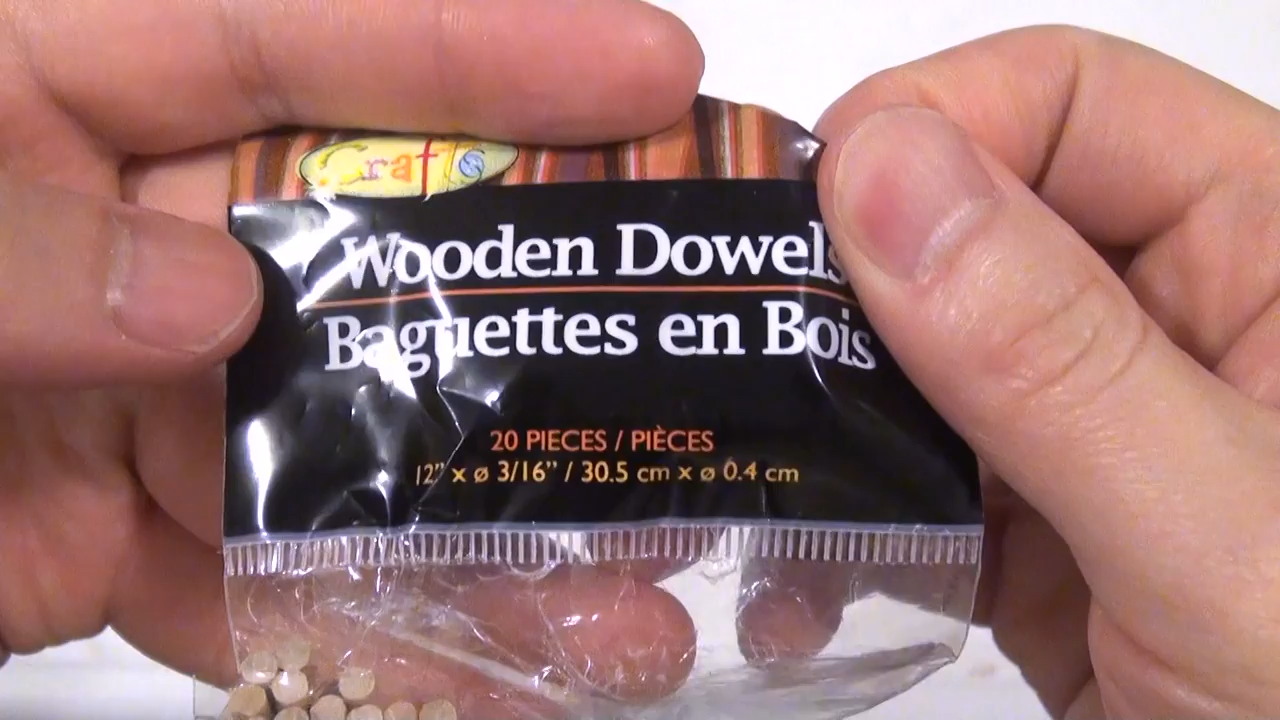 Crafts
Wooden Dowels
Baguettes en Bois
20 PIECES / PIÈCES
12" x ø 3/16" / 30.5 cm x ø 0.4 cm